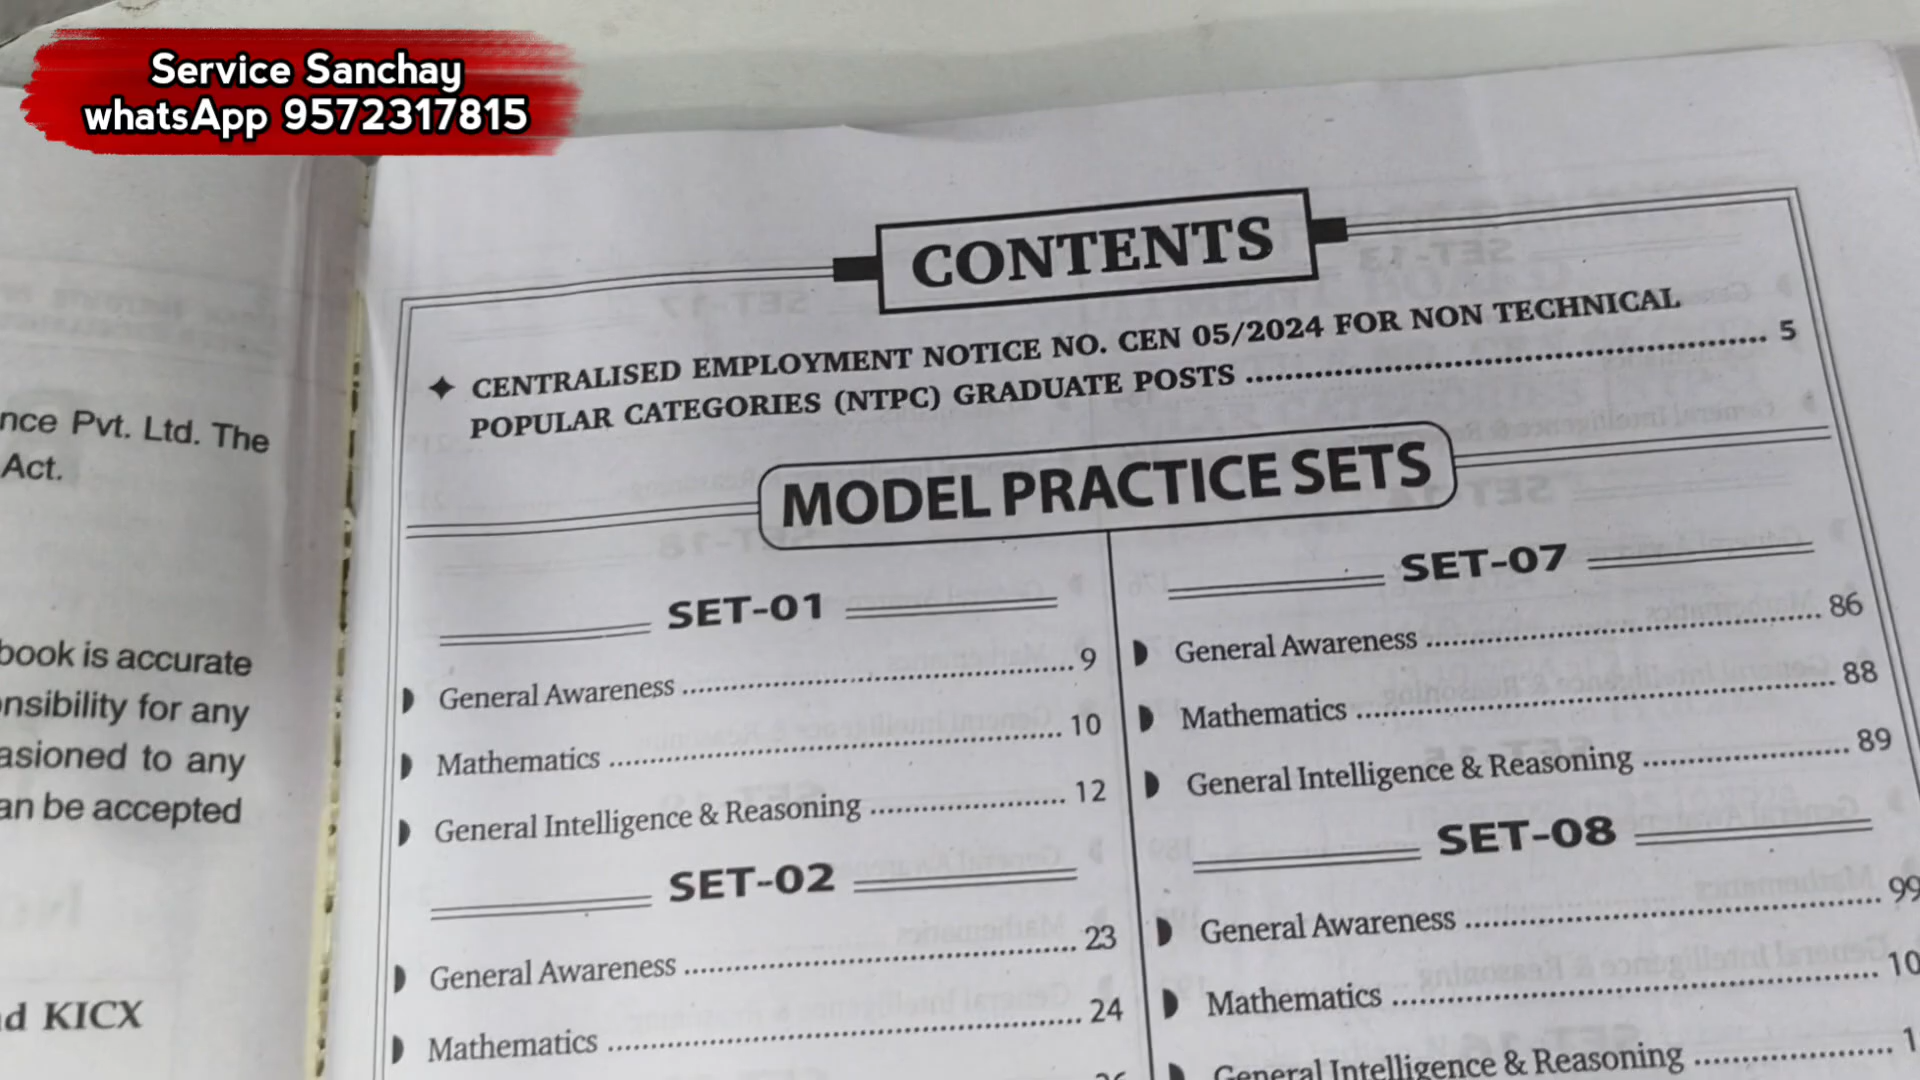 Service Sanchay
whatsApp 9572317815
nce Pvt. Ltd. The
Act.
book is accurate
nsibility for any
asioned to any
an be accepted
d KICX
CONTENTS
CENTRALISED EMPLOYMENT NOTICE NO. CEN 05/2024 FOR NON TECHNICAL
POPULAR CATEGORIES (NTPC) GRADUATE POSTS .......... 5
MODEL PRACTICE SETS
SET-01
General Awareness .......... 9
Mathematics .......... 10
General Intelligence & Reasoning .......... 12
SET-02
General Awareness .......... 23
Mathematics .......... 24
SET-07
General Awareness .......... 86
Mathematics .......... 88
General Intelligence & Reasoning .......... 89
SET-08
General Awareness .......... 99
Mathematics .......... 10
General Intelligence & Reasoning .......... 1